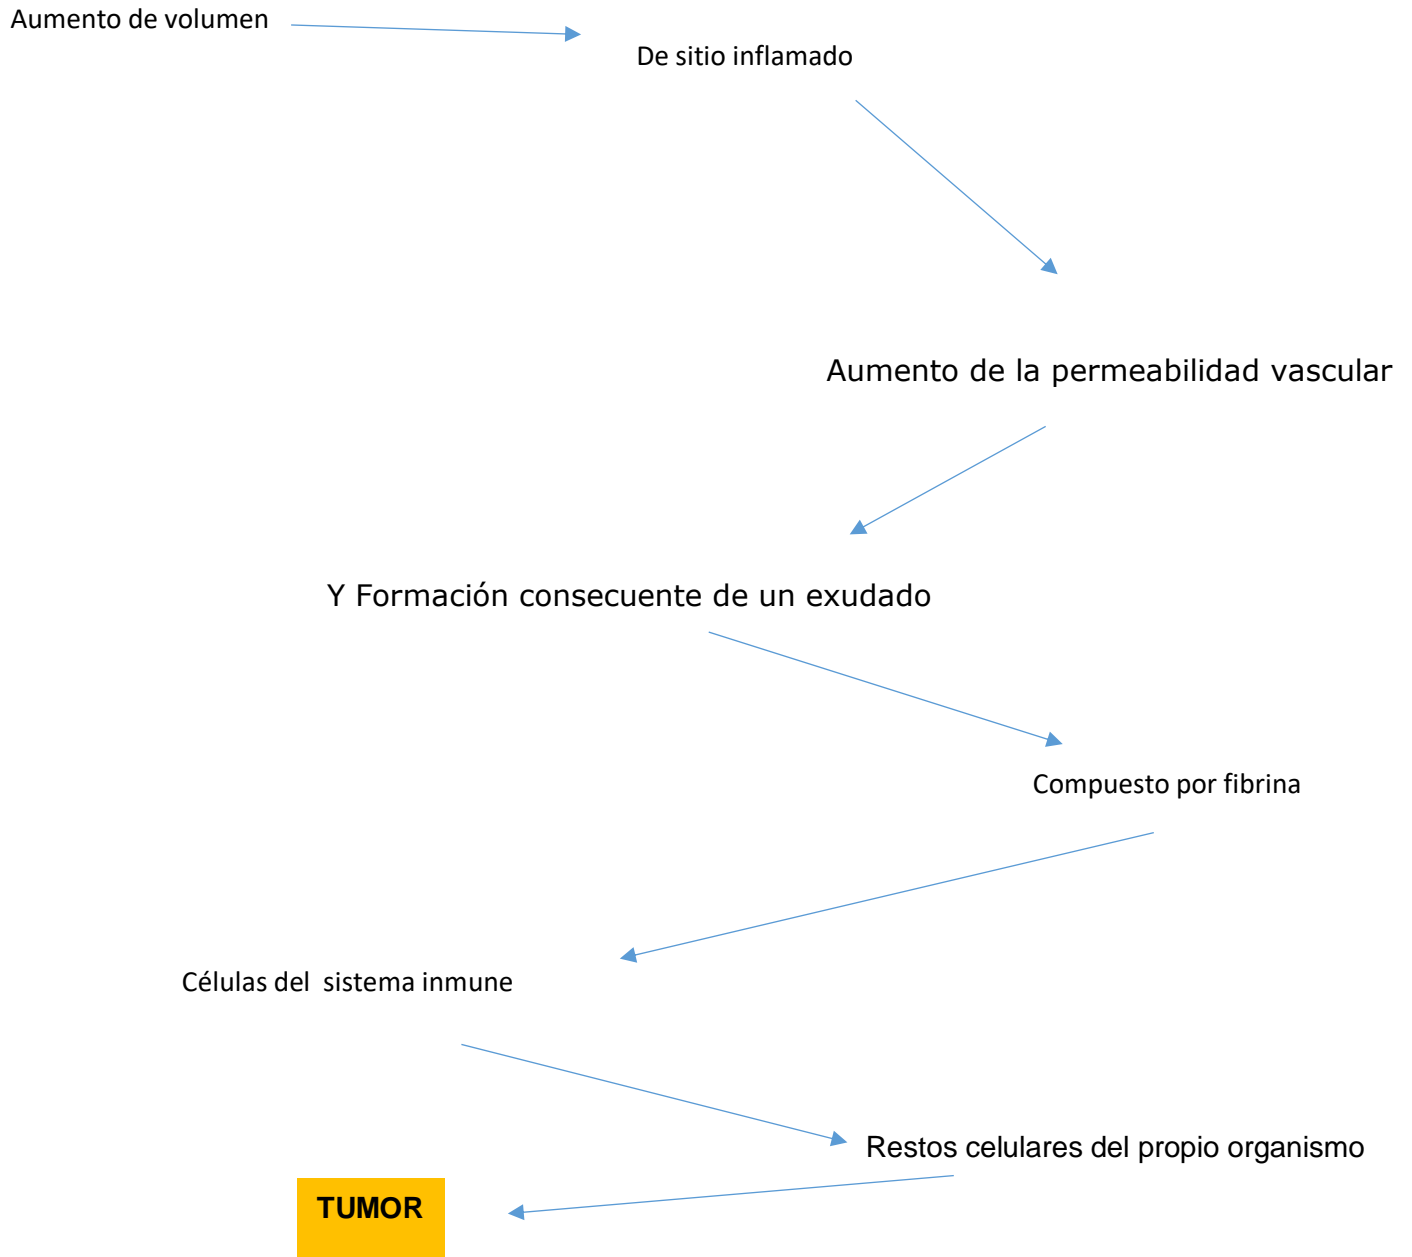 Aumento de volumen
De sitio inflamado
Aumento de la permeabilidad vascular
Y Formación consecuente de un exudado
Compuesto por fibrina
Células del  sistema inmune
Restos celulares del propio organismo
TUMOR